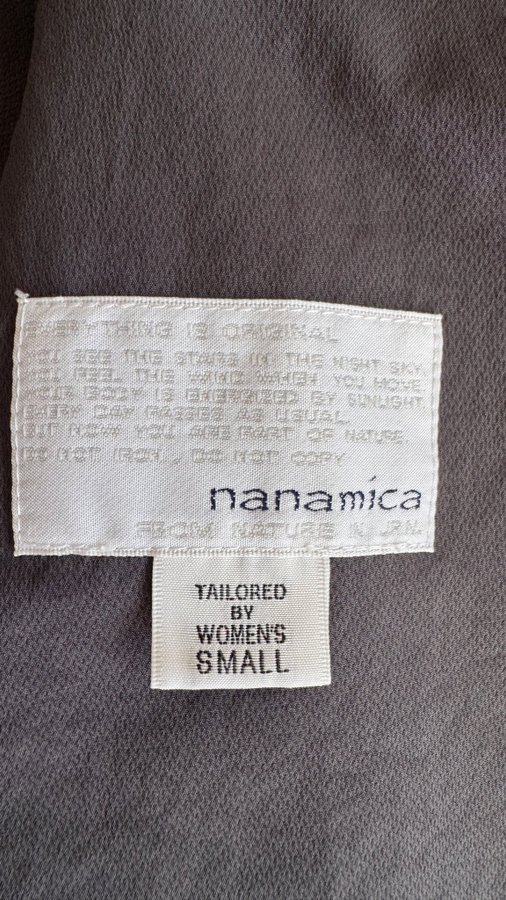 EVERYTHING IS ORIGINAL
YOU SEE THE STARS IN THE NIGHT SKY.
YOU FEEL THE WIND WHEN YOU MOVE
YOUR BODY IS ENERGIZED BY SUNLIGHT.
EVERY DAY PASSES AS USUAL.
BUT NOW YOU ARE PART OF NATURE.
DO NOT IRON, DO NOT COPY
nanamica
FROM NATURE IN JPN.
TAILORED
BY
WOMEN'S
SMALL